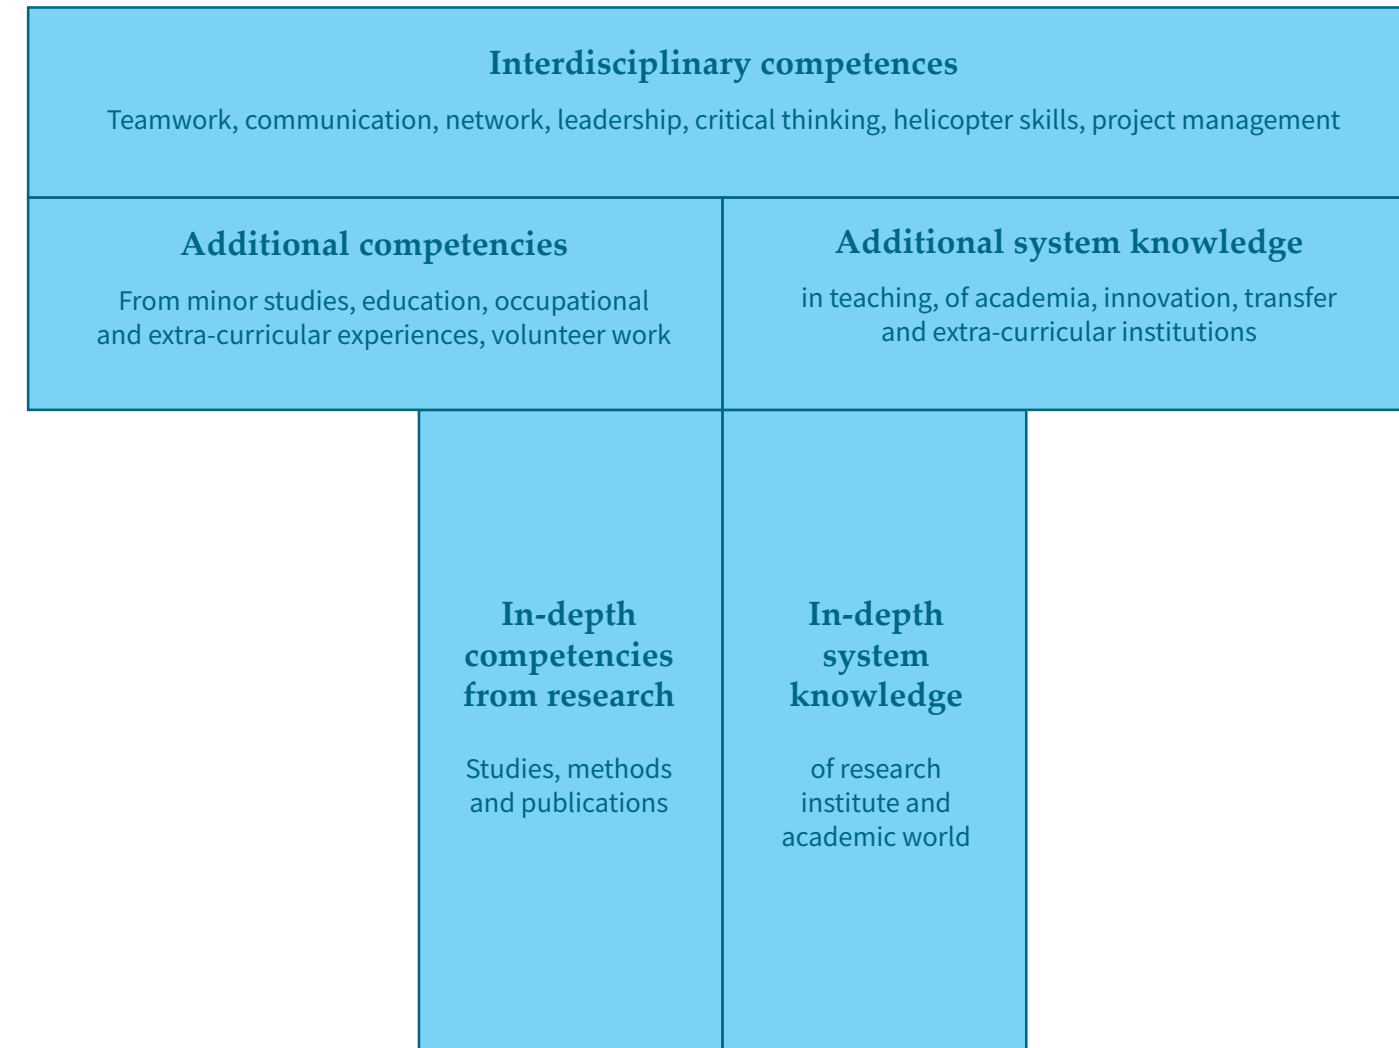 Interdisciplinary competences
Teamwork, communication, network, leadership, critical thinking, helicopter skills, project management
Additional competencies
From minor studies, education, occupational
and extra-curricular experiences, volunteer work
Additional system knowledge
in teaching, of academia, innovation, transfer
and extra-curricular institutions
In-depth
competencies
from research
Studies, methods
and publications
In-depth
system
knowledge
of research
institute and
academic world